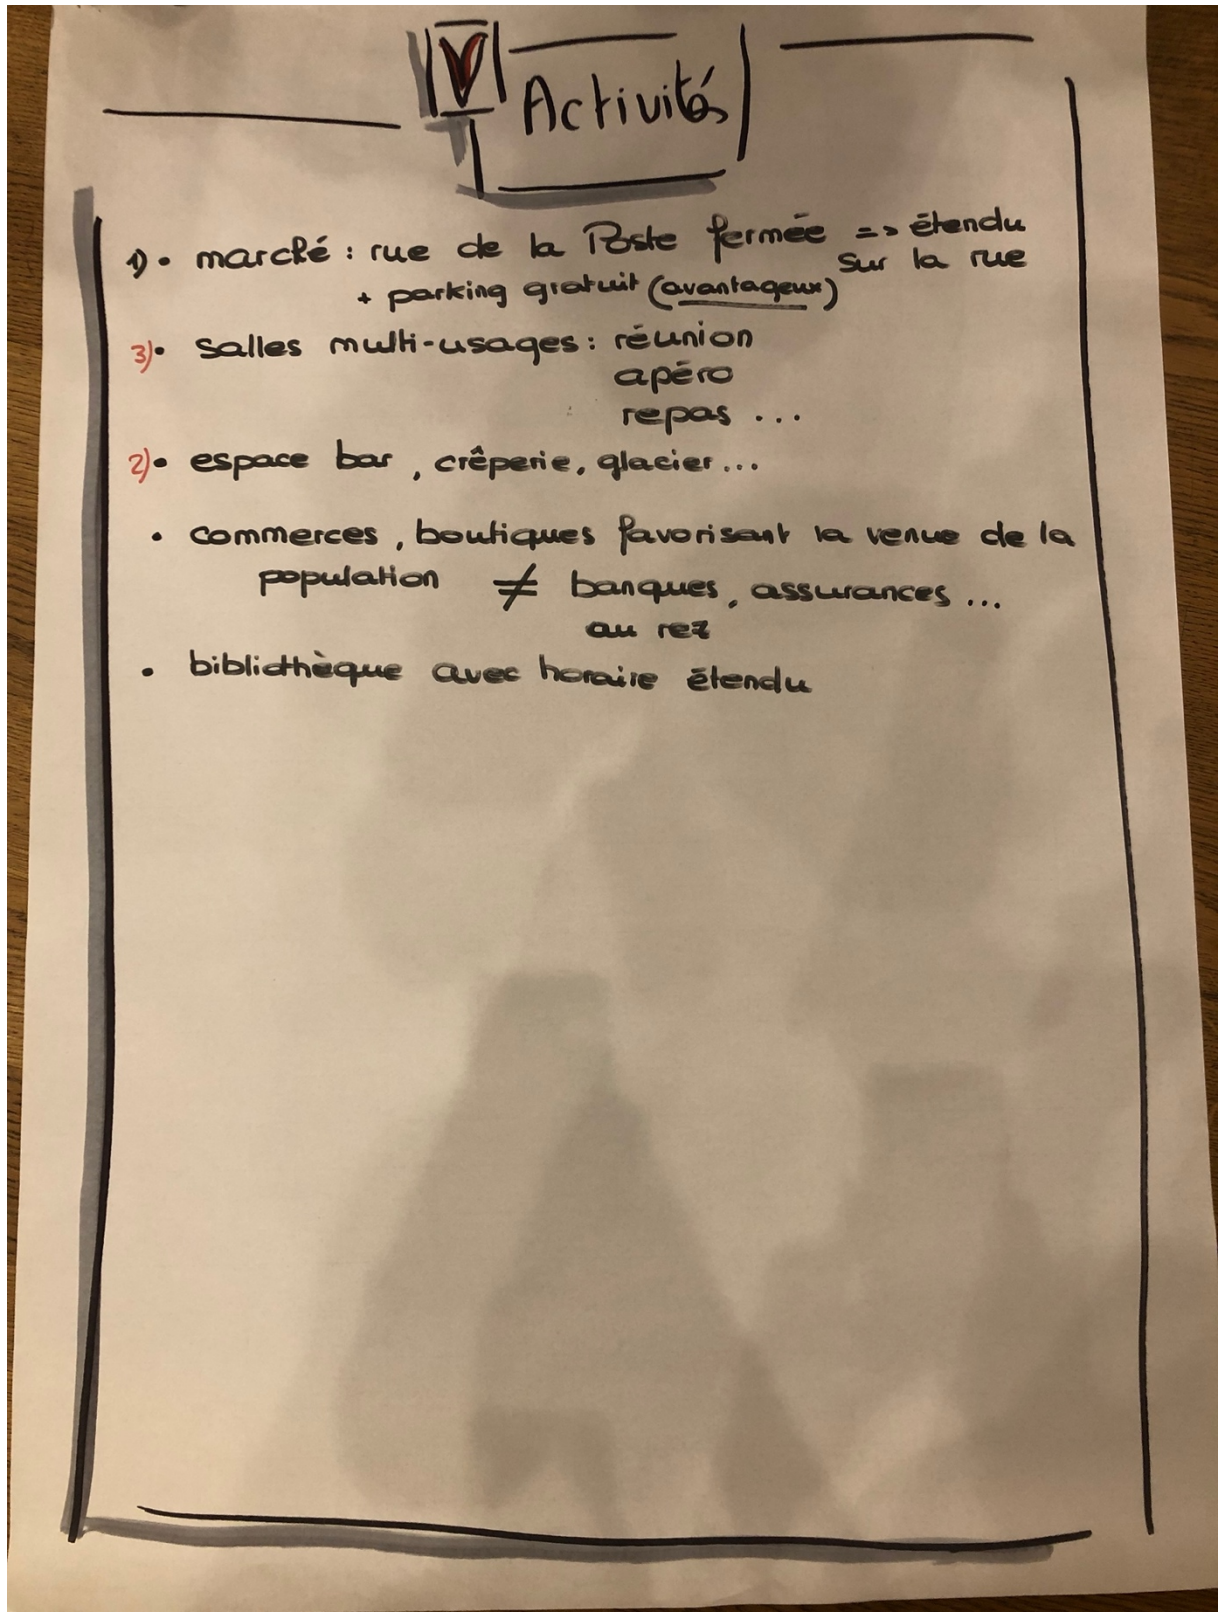 V
Activités
1) • marché : rue de la Poste fermée => étendu
sur la rue
+ parking gratuit (avantageux)
3) • salles multi-usages : réunion
apéro
repas ...
2) • espace bar, crêperie, glacier ...
• commerces, boutiques favorisant la venue de la
population ≠ banques, assurances ...
au rez
• bibliothèque avec horaire étendu